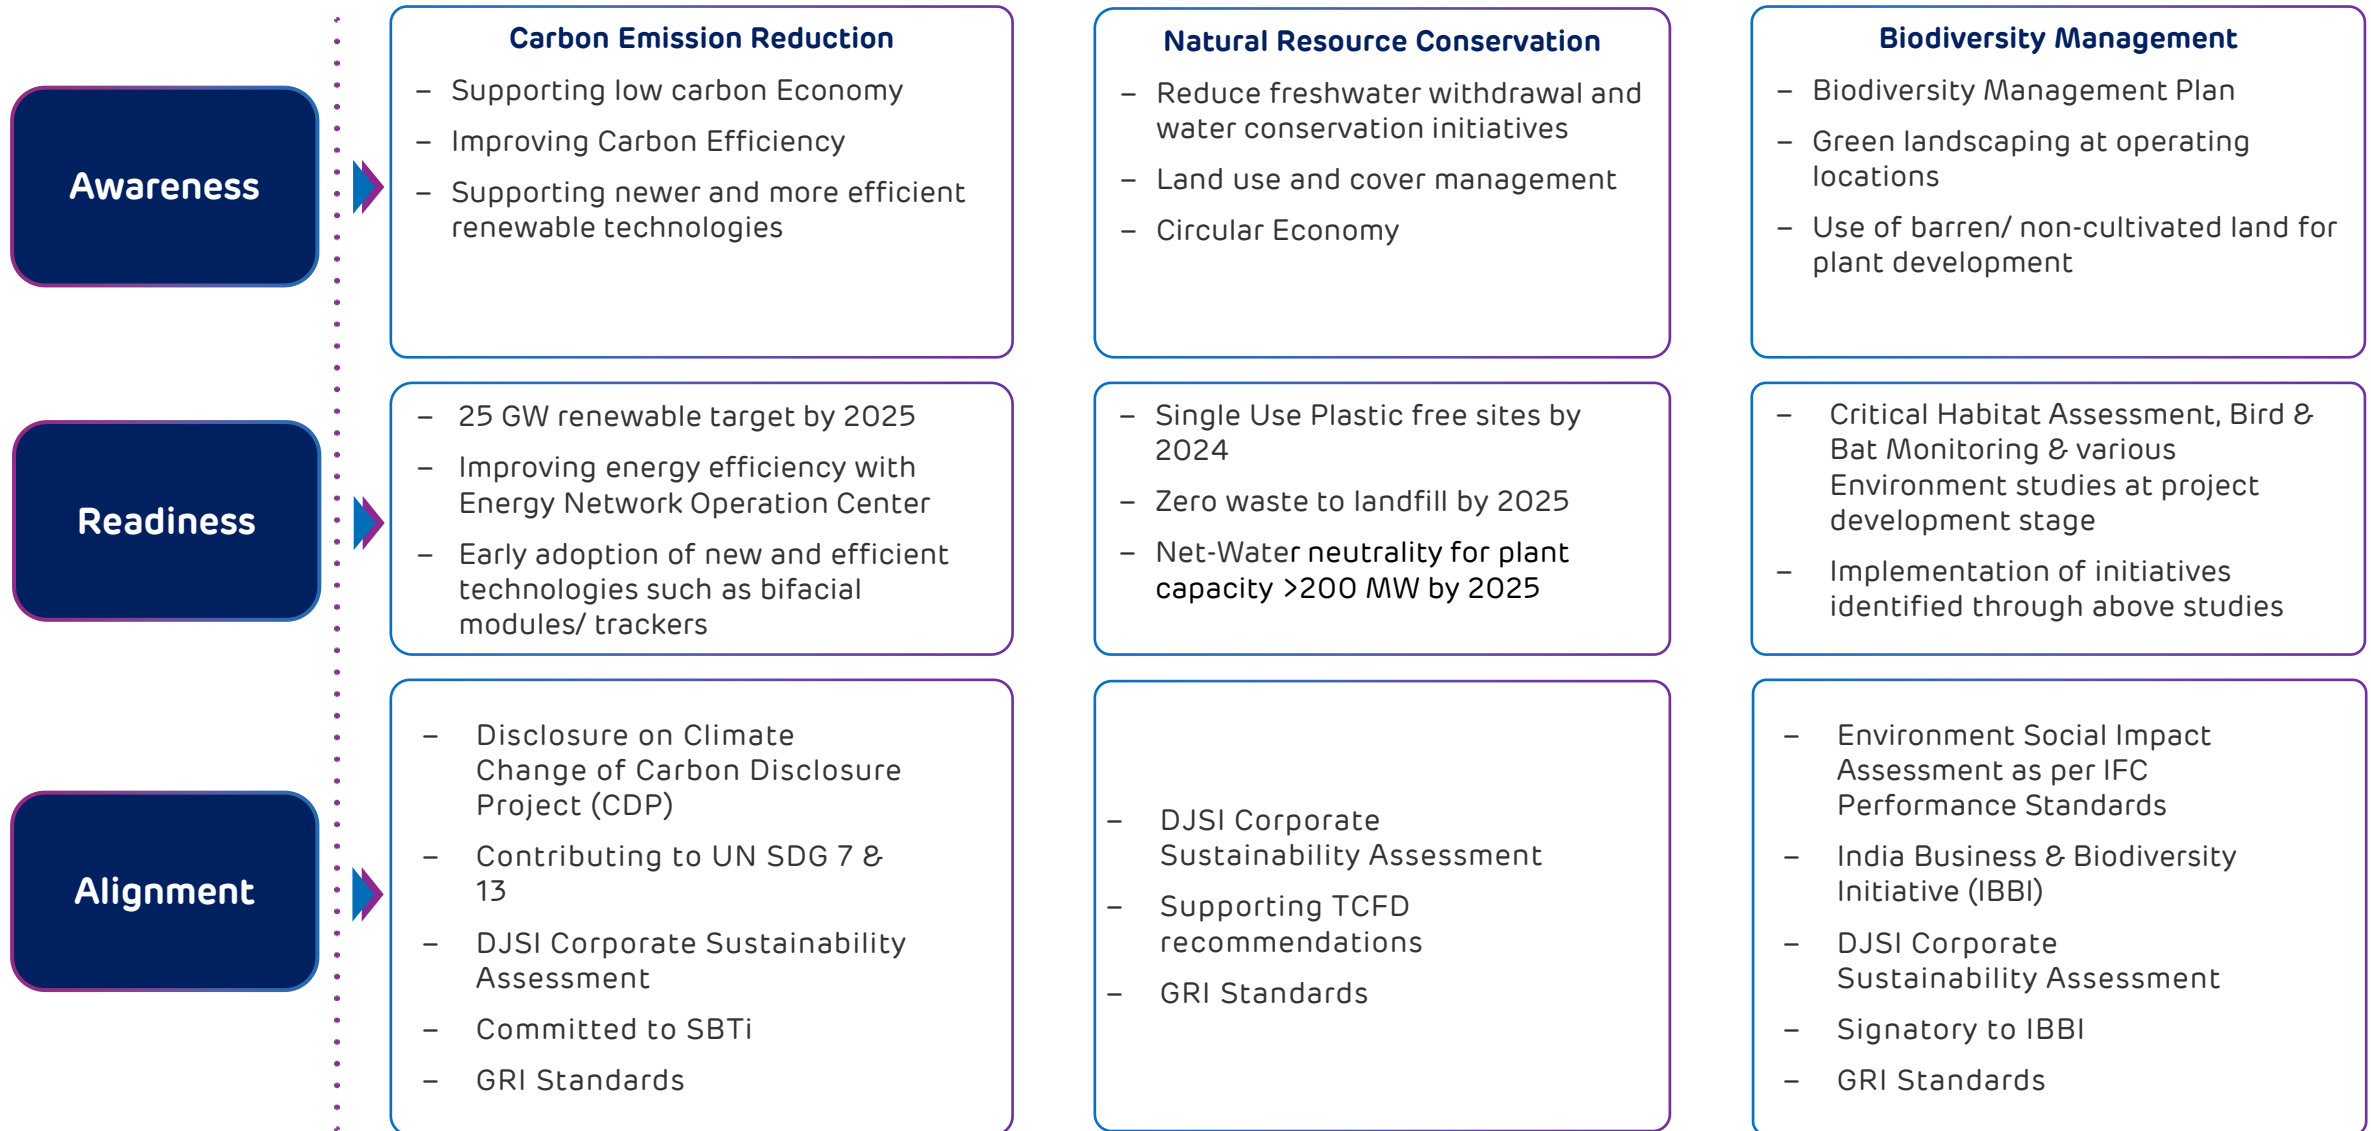 Awareness
Carbon Emission Reduction
– Supporting low carbon Economy
– Improving Carbon Efficiency
– Supporting newer and more efficient
renewable technologies
Natural Resource Conservation
– Reduce freshwater withdrawal and
water conservation initiatives
– Land use and cover management
– Circular Economy
Biodiversity Management
– Biodiversity Management Plan
– Green landscaping at operating
locations
– Use of barren/ non-cultivated land for
plant development
Readiness
– 25 GW renewable target by 2025
– Improving energy efficiency with
Energy Network Operation Center
– Early adoption of new and efficient
technologies such as bifacial
modules/ trackers
– Single Use Plastic free sites by
2024
– Zero waste to landfill by 2025
– Net-Water neutrality for plant
capacity >200 MW by 2025
– Critical Habitat Assessment, Bird &
Bat Monitoring & various
Environment studies at project
development stage
– Implementation of initiatives
identified through above studies
Alignment
– Disclosure on Climate
Change of Carbon Disclosure
Project (CDP)
– Contributing to UN SDG 7 &
13
– DJSI Corporate Sustainability
Assessment
– Committed to SBTi
– GRI Standards
– DJSI Corporate
Sustainability Assessment
– Supporting TCFD
recommendations
– GRI Standards
– Environment Social Impact
Assessment as per IFC
Performance Standards
– India Business & Biodiversity
Initiative (IBBI)
– DJSI Corporate
Sustainability Assessment
– Signatory to IBBI
– GRI Standards